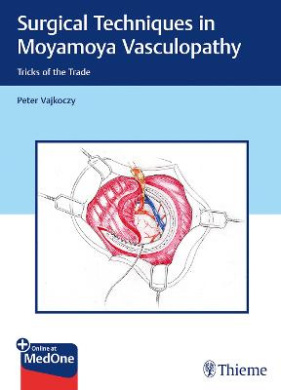 Surgical Techniques in
Moyamoya Vasculopathy
Tricks of the Trade
Peter Vajkoczy
Online at
MedOne
Thieme